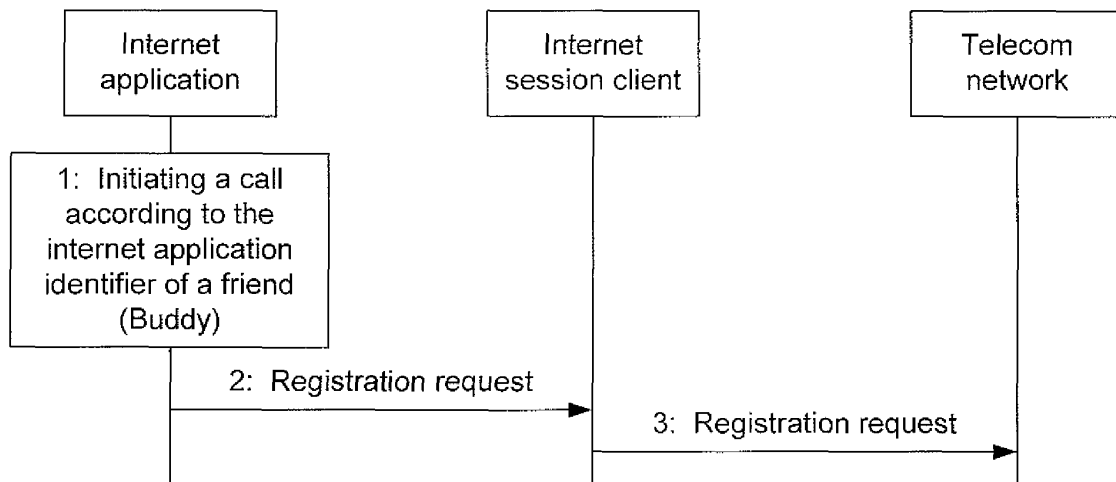 Internet
application
Internet
session client
Telecom
network
1: Initiating a call
according to the
internet application
identifier of a friend
(Buddy)
2: Registration request
3: Registration request